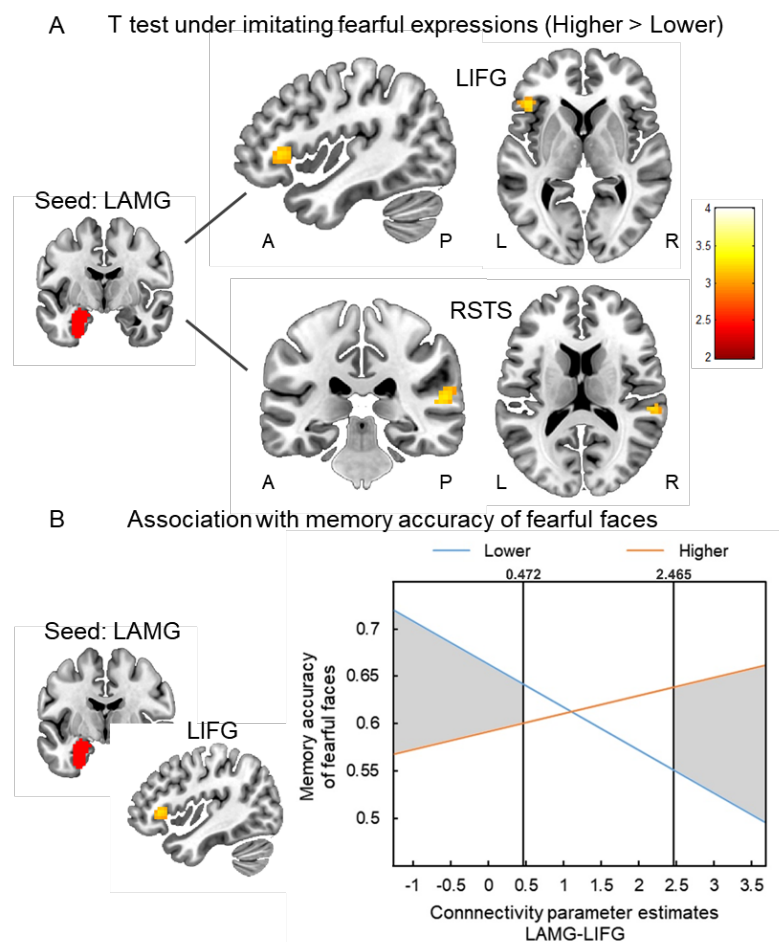 A T test under imitating fearful expressions (Higher > Lower)
LIFG
Seed: LAMG
A P L R
4
3.5
3
2.5
2
RSTS
A P L R
B Association with memory accuracy of fearful faces
Lower Higher
0.472 2.465
Seed: LAMG
LIFG
Memory accuracy
of fearful faces
0.7
0.65
0.6
0.55
0.5
-1 -0.5 0 0.5 1 1.5 2 2.5 3 3.5
Connnectivity parameter estimates
LAMG-LIFG